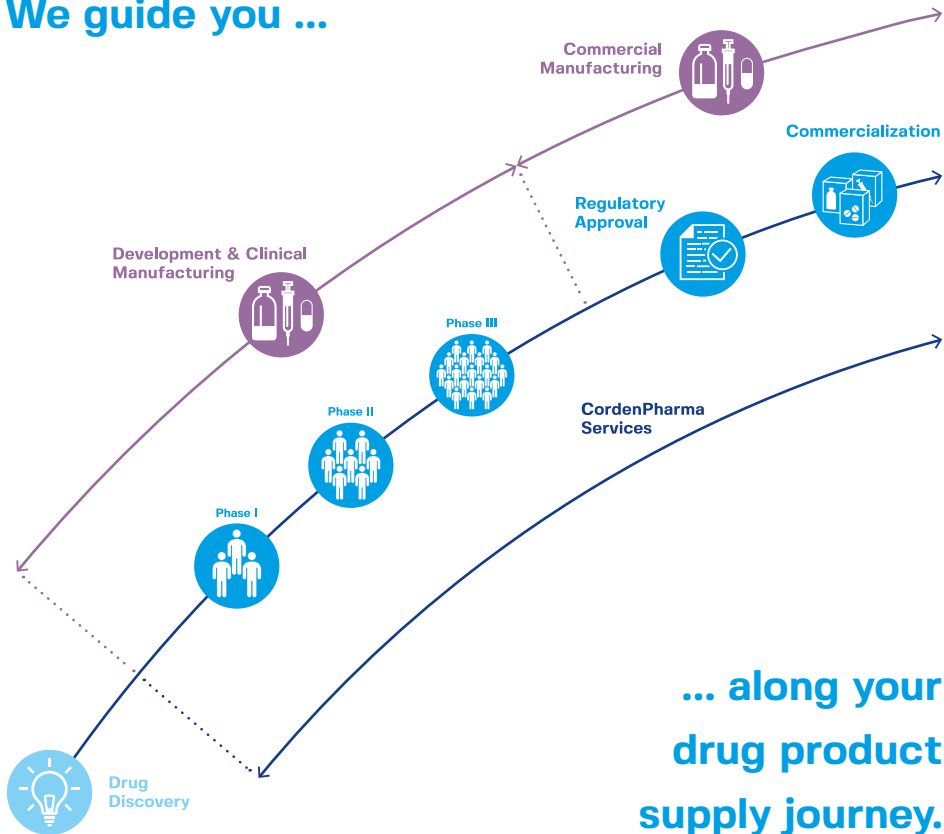 We guide you ...
Commercial
Manufacturing
Commercialization
Regulatory
Approval
Development & Clinical
Manufacturing
Phase III
CordenPharma
Services
Phase II
Phase I
... along your
drug product
supply journey.
Drug
Discovery